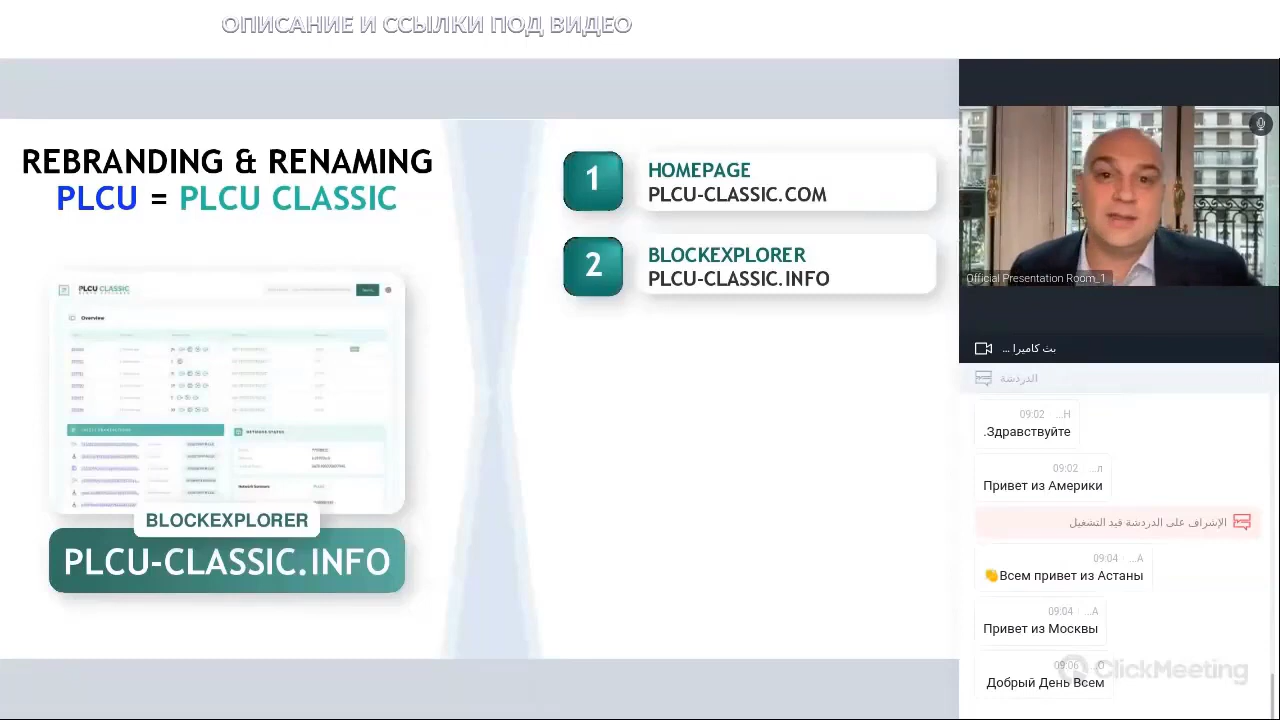 ОПИСАНИЕ И ССЫЛКИ ПОД ВИДЕО
REBRANDING & RENAMING
PLCU = PLCU CLASSIC
PLCU CLASSIC
Overview
NETWORK STATUS
BLOCKEXPLORER
PLCU-CLASSIC.INFO
1
HOMEPAGE
PLCU-CLASSIC.COM
2
BLOCKEXPLORER
PLCU-CLASSIC.INFO
Official Presentation Room_1
بث كاميرا ...
الدردشة
09:02 H...
Здравствуйте.
09:02 л...
Привет из Америки
الإشراف على الدردشة قيد التشغيل
09:04 A...
👏Всем привет из Астаны
09:04 A...
Привет из Москвы
09:06 O...
Добрый День Всем
ClickMeeting